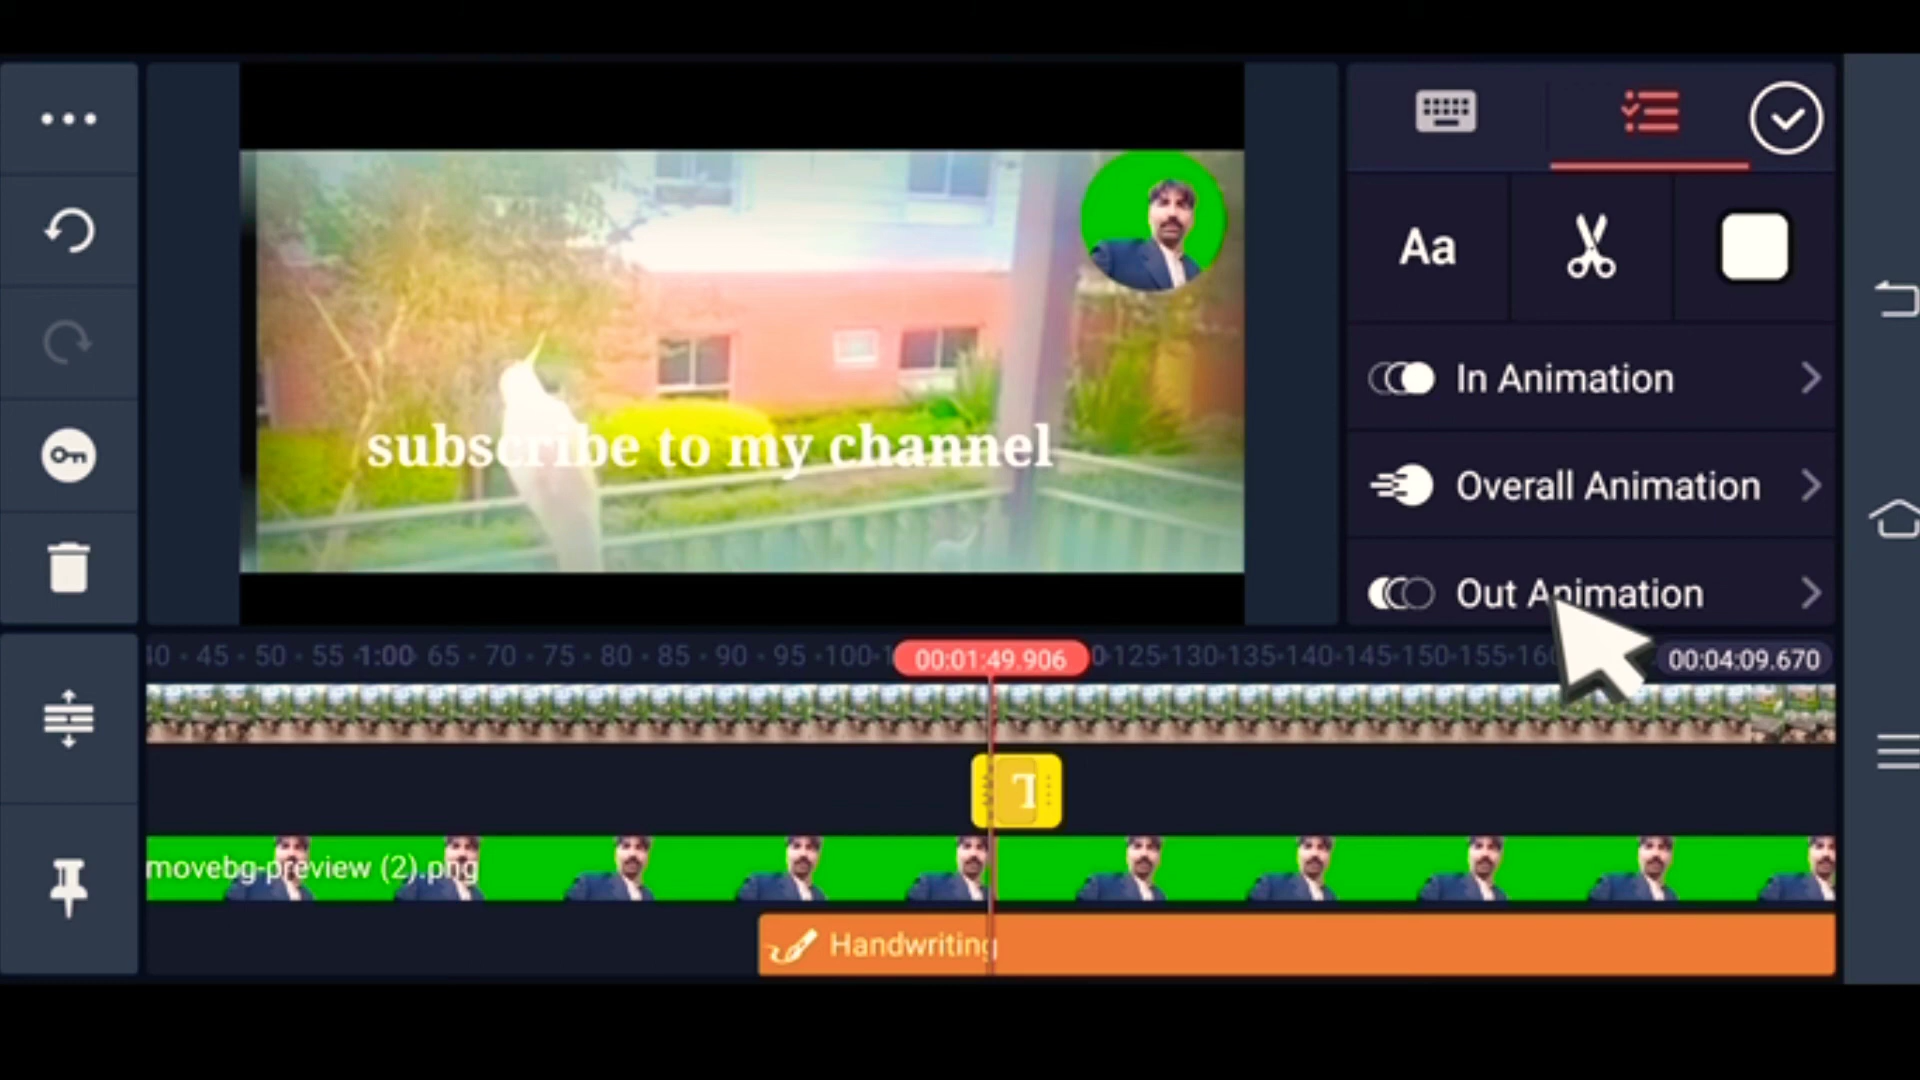 Aa
In Animation
subscribe to my channel
Overall Animation
Out Animation
40 45 50 55 1:00 65 70 75 80 85 90 95 100 00:01:49.906 125 130 135 140 145 150 155 00:04:09.670
T
movebg-preview (2).png
Handwriting